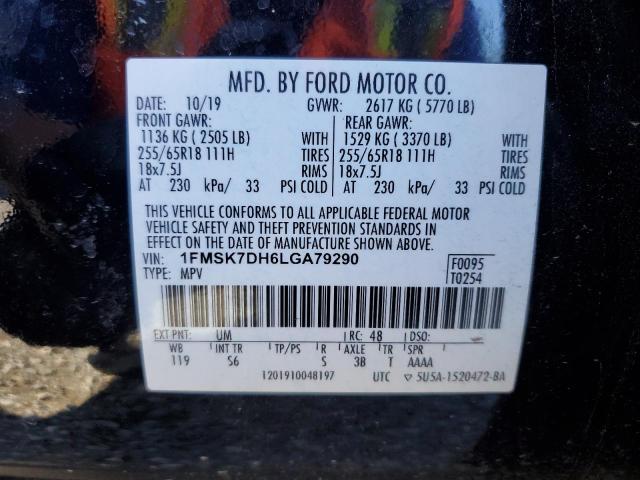 MFD. BY FORD MOTOR CO.
DATE: 10/19 GVWR: 2617 KG ( 5770 LB)
FRONT GAWR: REAR GAWR:
1136 KG ( 2505 LB) WITH 1529 KG ( 3370 LB) WITH
255/65R18 111H TIRES 255/65R18 111H TIRES
18x7.5J RIMS 18x7.5J RIMS
AT 230 kPa/ 33 PSI COLD AT 230 kPa/ 33 PSI COLD
THIS VEHICLE CONFORMS TO ALL APPLICABLE FEDERAL MOTOR
VEHICLE SAFETY AND THEFT PREVENTION STANDARDS IN
EFFECT ON THE DATE OF MANUFACTURE SHOWN ABOVE.
VIN: 1FMSK7DH6LGA79290 F0095
TYPE: MPV T0254
EXT PNT: UM RC: 48 DSO:
WB INT TR TP/PS R AXLE TR SPR
119 S6 S 3B T AAAA
1201910048197 UTC 5U5A-1520472-BA